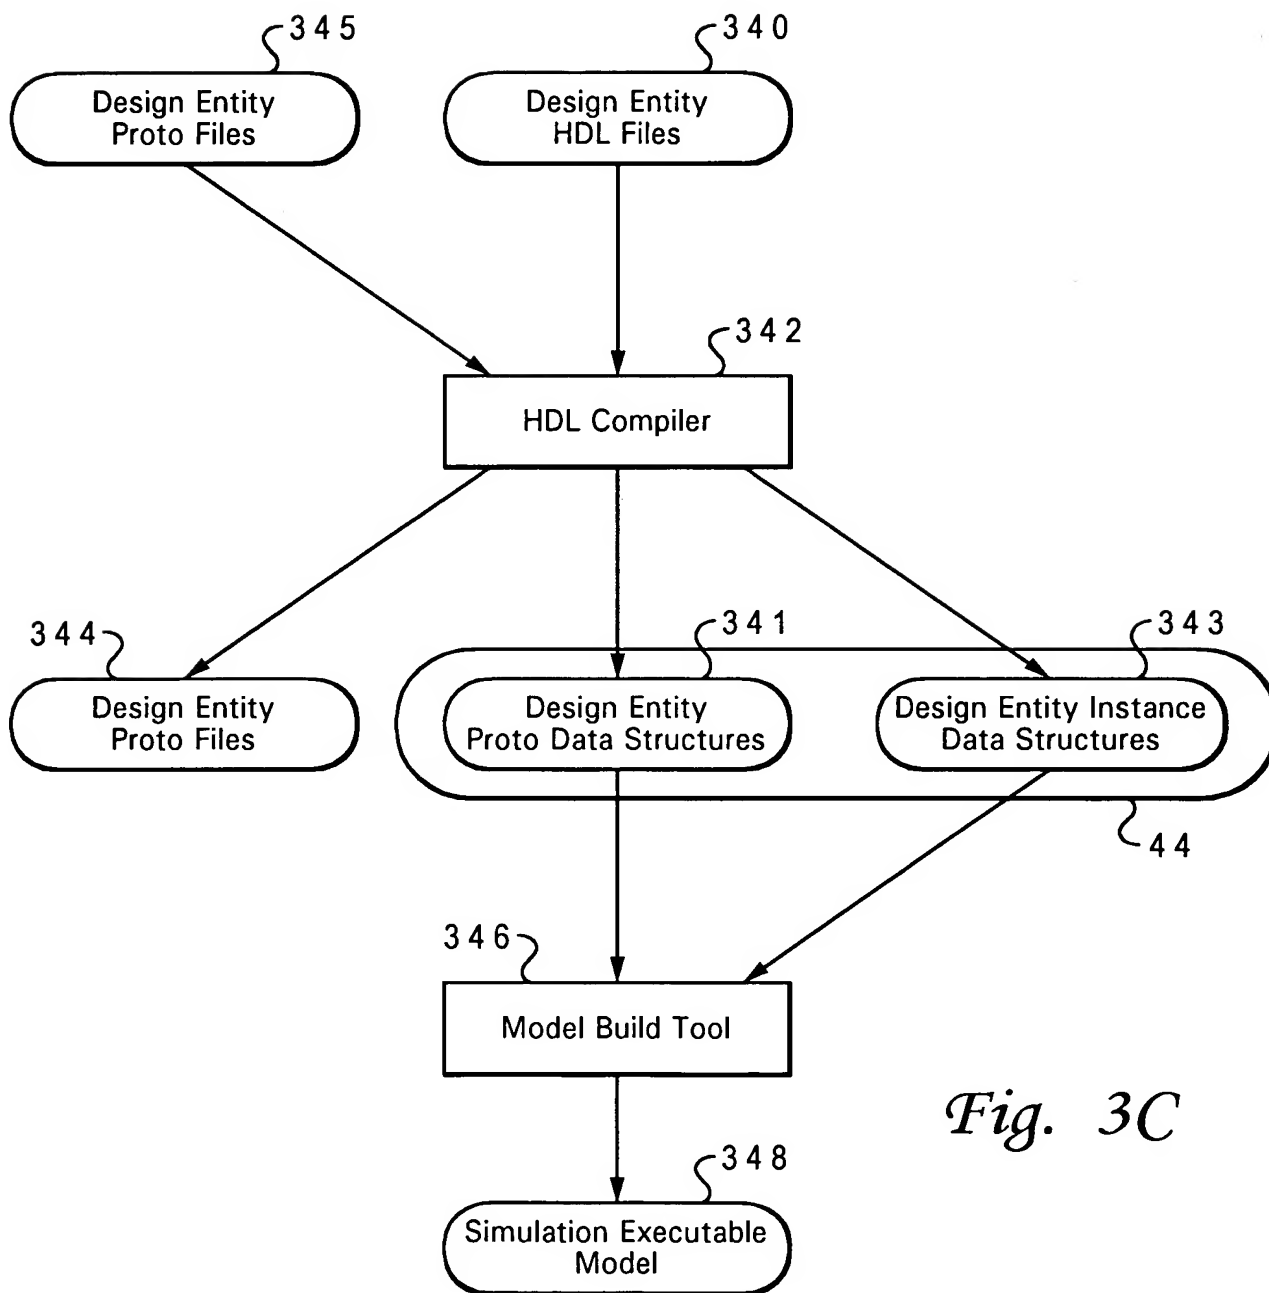 345
340
Design Entity
Proto Files
Design Entity
HDL Files
342
HDL Compiler
344
341
343
Design Entity
Proto Files
Design Entity
Proto Data Structures
Design Entity Instance
Data Structures
44
346
Model Build Tool
Fig. 3C
348
Simulation Executable
Model